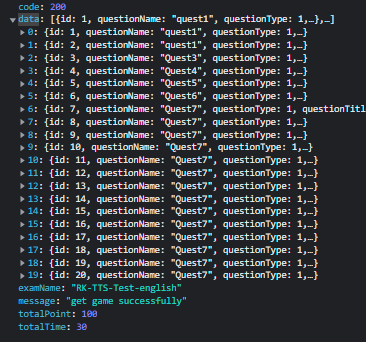 code: 200
data: [{id: 1, questionName: "quest1", questionType: 1,…},…]
0: {id: 1, questionName: "quest1", questionType: 1,…}
1: {id: 2, questionName: "quest1", questionType: 1,…}
2: {id: 3, questionName: "Quest3", questionType: 1,…}
3: {id: 4, questionName: "Quest4", questionType: 1,…}
4: {id: 5, questionName: "Quest5", questionType: 1,…}
5: {id: 6, questionName: "Quest6", questionType: 1,…}
6: {id: 7, questionName: "Quest7", questionType: 1, questionTitl
7: {id: 8, questionName: "Quest7", questionType: 1,…}
8: {id: 9, questionName: "Quest7", questionType: 1,…}
9: {id: 10, questionName: "Quest7", questionType: 1,…}
10: {id: 11, questionName: "Quest7", questionType: 1,…}
11: {id: 12, questionName: "Quest7", questionType: 1,…}
12: {id: 13, questionName: "Quest7", questionType: 1,…}
13: {id: 14, questionName: "Quest7", questionType: 1,…}
14: {id: 15, questionName: "Quest7", questionType: 1,…}
15: {id: 16, questionName: "Quest7", questionType: 1,…}
16: {id: 17, questionName: "Quest7", questionType: 1,…}
17: {id: 18, questionName: "Quest7", questionType: 1,…}
18: {id: 19, questionName: "Quest7", questionType: 1,…}
19: {id: 20, questionName: "Quest7", questionType: 1,…}
examName: "RK-TTS-Test-english"
message: "get game successfully"
totalPoint: 100
totalTime: 30